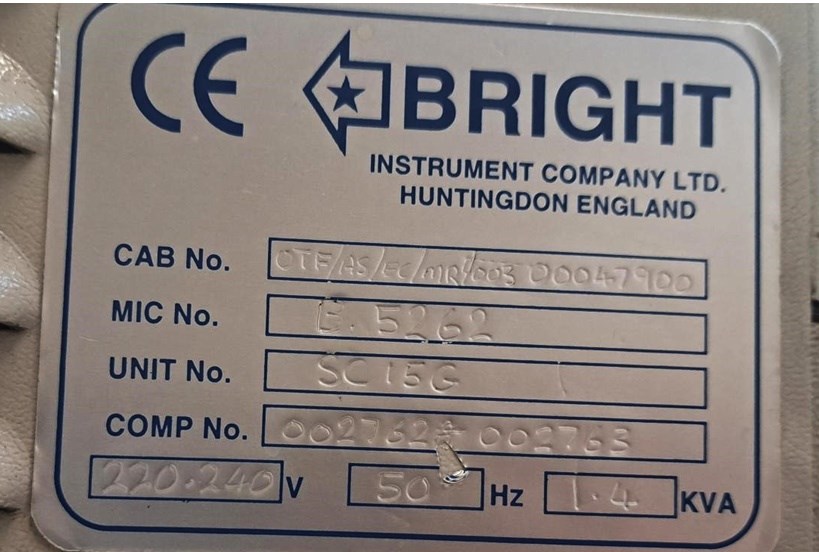 CE BRIGHT
INSTRUMENT COMPANY LTD.
HUNTINGDON ENGLAND
CAB No. OTF/AS/EC/MR/003 00047900
MIC No. E.5262
UNIT No. SC15G
COMP No. 002762 002763
220.240 V 50 Hz 1.4 KVA